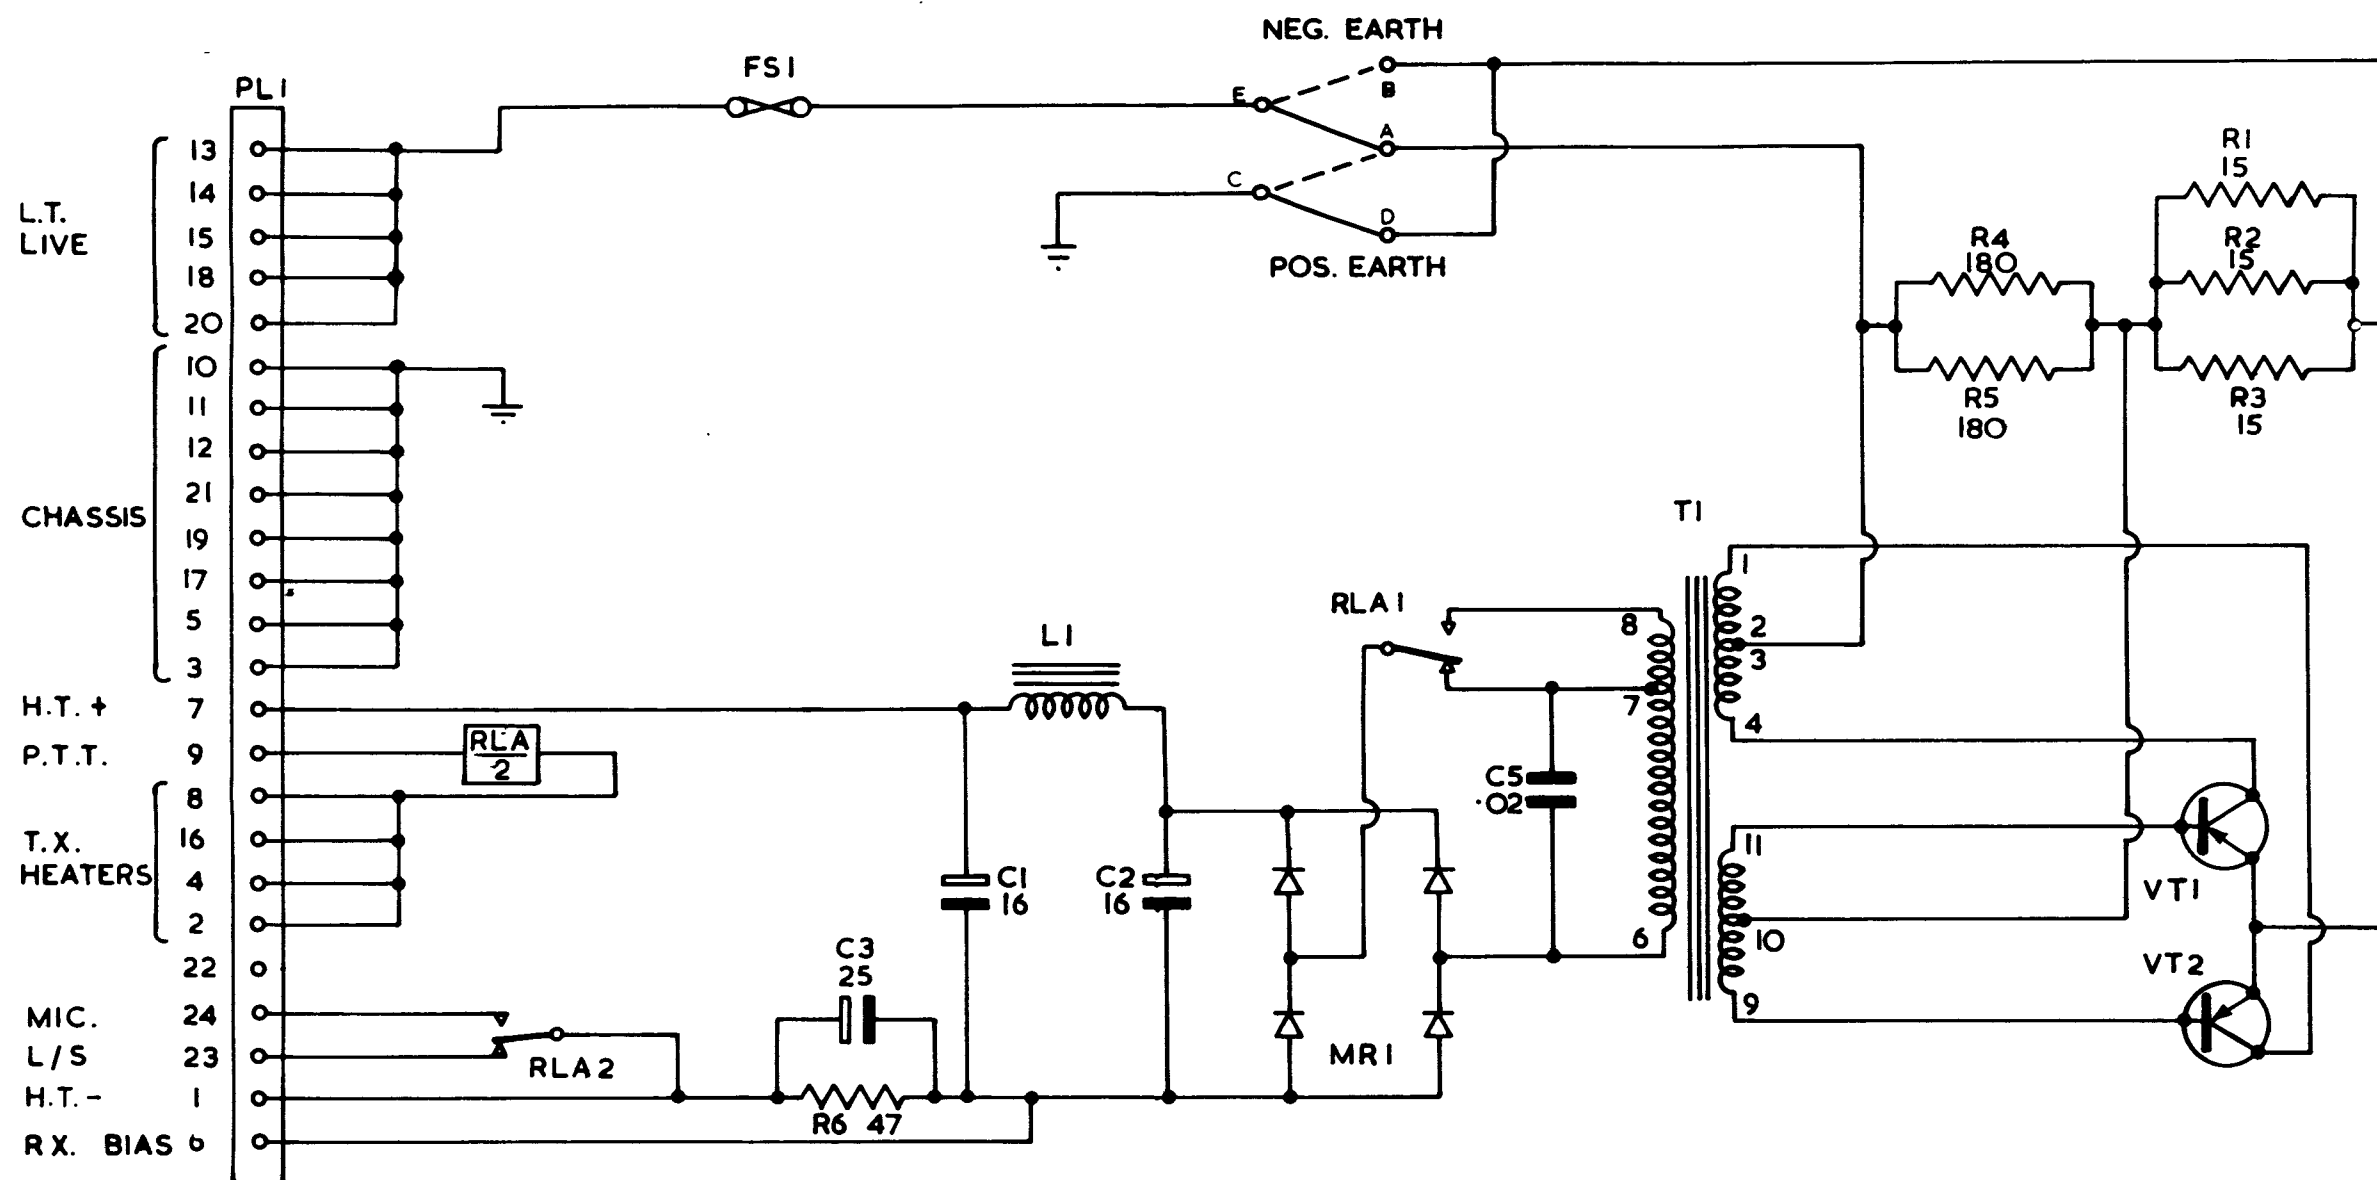 NEG. EARTH
FS1
PL1
E
B
A
C
D
POS. EARTH
L.T.
LIVE
13
14
15
18
20
CHASSIS
10
11
12
21
19
17
5
3
H.T. + 7
P.T.T. 9
RLA
2
T.X.
HEATERS
8
16
4
2
22
MIC. 24
L/S 23
H.T.- 1
RX. BIAS 6
RLA2
C3
25
R6 47
L1
C1
16
C2
16
MR1
RLA1
C5
.02
T1
8
7
6
1
2
3
4
11
10
9
R4
180
R5
180
R1
15
R2
15
R3
15
VT1
VT2